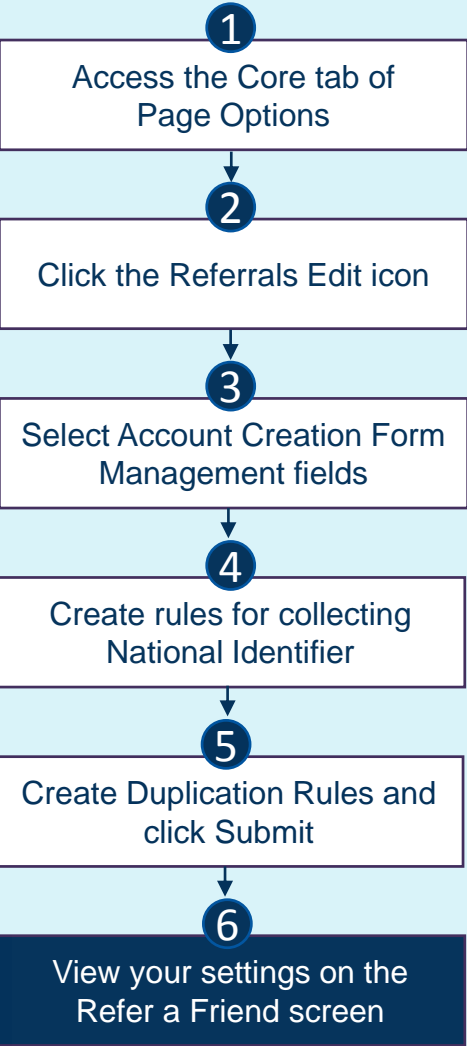 1
Access the Core tab of
Page Options
2
Click the Referrals Edit icon
3
Select Account Creation Form
Management fields
4
Create rules for collecting
National Identifier
5
Create Duplication Rules and
click Submit
6
View your settings on the
Refer a Friend screen